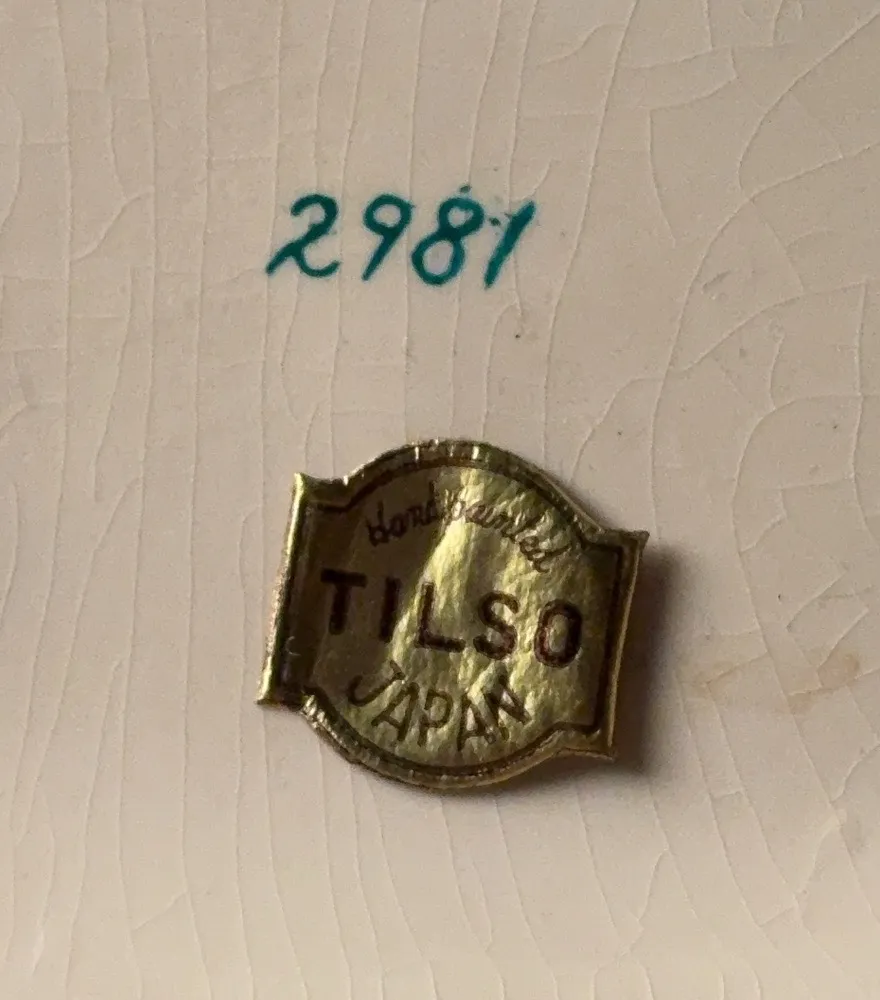 2981
Handpainted
TILSO
JAPAN